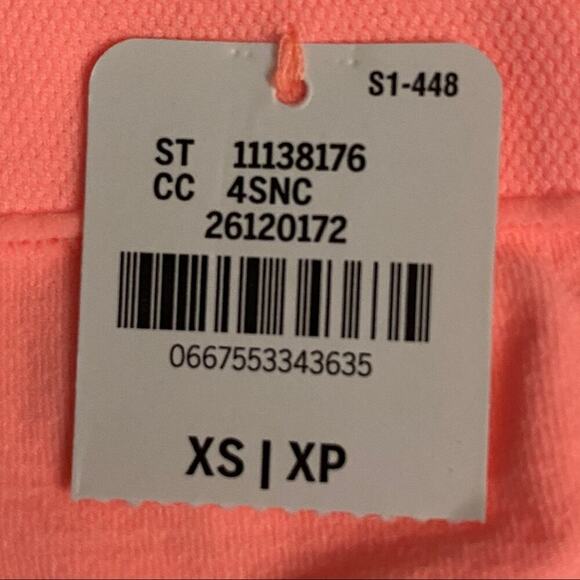 S1-448
ST 11138176
CC 4SNC
26120172
0667553343635
XS | XP